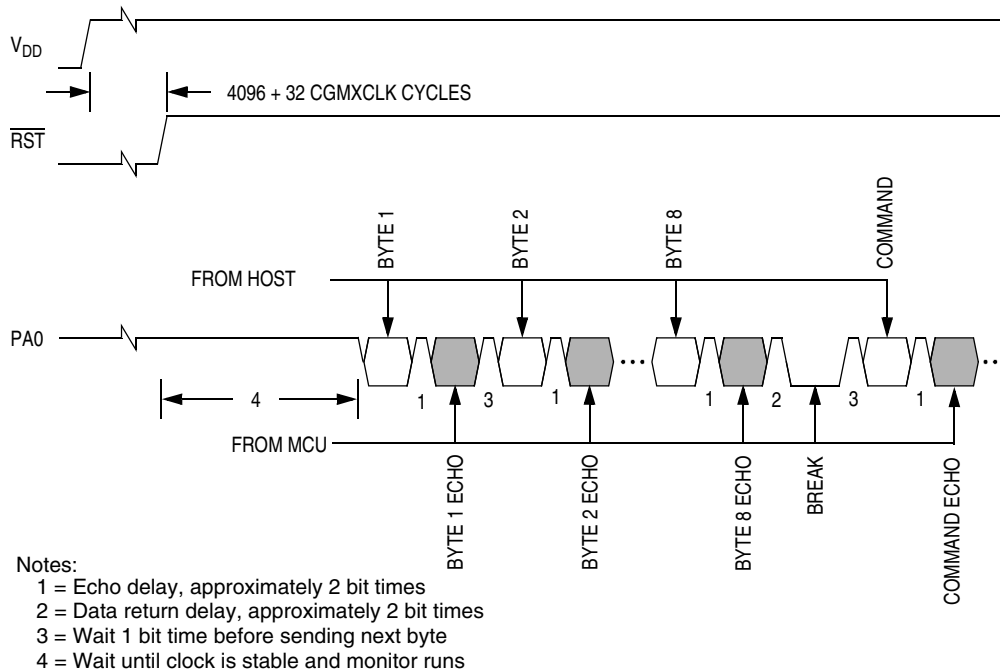 VDD
4096 + 32 CGMXCLK CYCLES
RST
BYTE 1
BYTE 2
BYTE 8
COMMAND
FROM HOST
PA0
1
3
1
1
2
3
1
4
FROM MCU
BYTE 1 ECHO
BYTE 2 ECHO
BYTE 8 ECHO
BREAK
COMMAND ECHO
Notes:
1 = Echo delay, approximately 2 bit times
2 = Data return delay, approximately 2 bit times
3 = Wait 1 bit time before sending next byte
4 = Wait until clock is stable and monitor runs